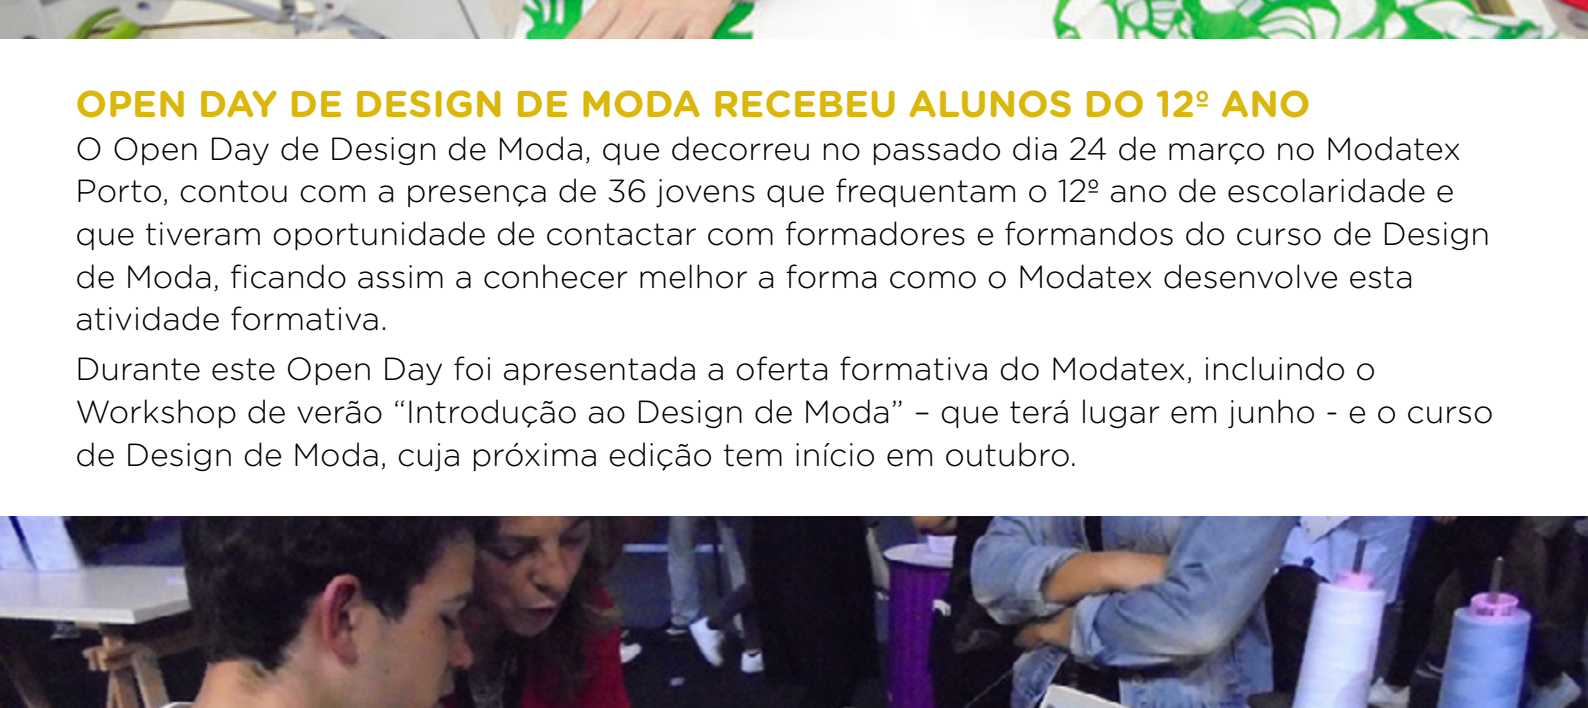 OPEN DAY DE DESIGN DE MODA RECEBEU ALUNOS DO 12º ANO
O Open Day de Design de Moda, que decorreu no passado dia 24 de março no Modatex
Porto, contou com a presença de 36 jovens que frequentam o 12º ano de escolaridade e
que tiveram oportunidade de contactar com formadores e formandos do curso de Design
de Moda, ficando assim a conhecer melhor a forma como o Modatex desenvolve esta
atividade formativa.
Durante este Open Day foi apresentada a oferta formativa do Modatex, incluindo o
Workshop de verão “Introdução ao Design de Moda” – que terá lugar em junho - e o curso
de Design de Moda, cuja próxima edição tem início em outubro.